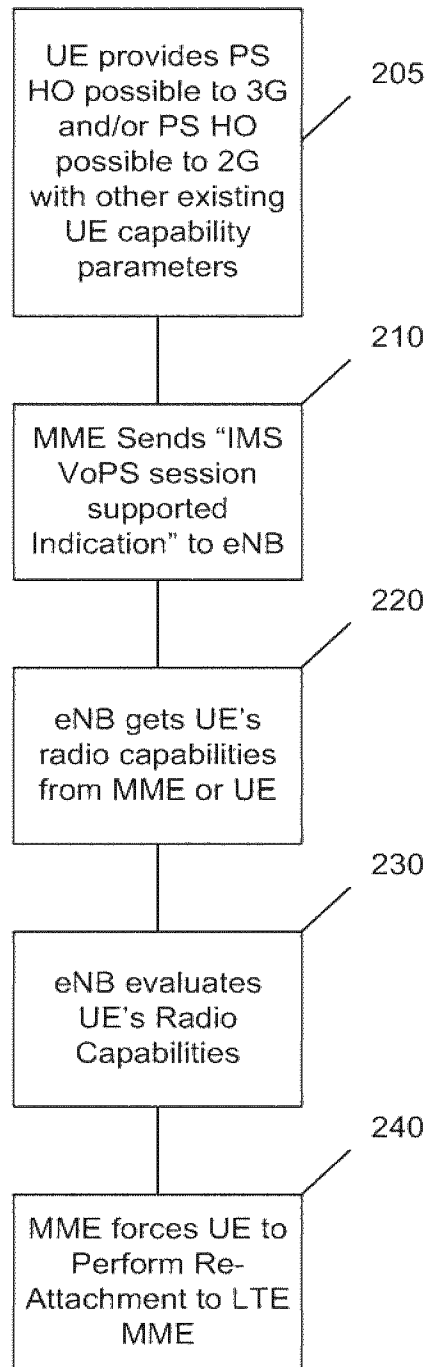 UE provides PS
HO possible to 3G
and/or PS HO
possible to 2G
with other existing
UE capability
parameters
205
MME Sends “IMS
VoPS session
supported
Indication” to eNB
210
eNB gets UE's
radio capabilities
from MME or UE
220
eNB evaluates
UE's Radio
Capabilities
230
MME forces UE to
Perform Re-
Attachment to LTE
MME
240